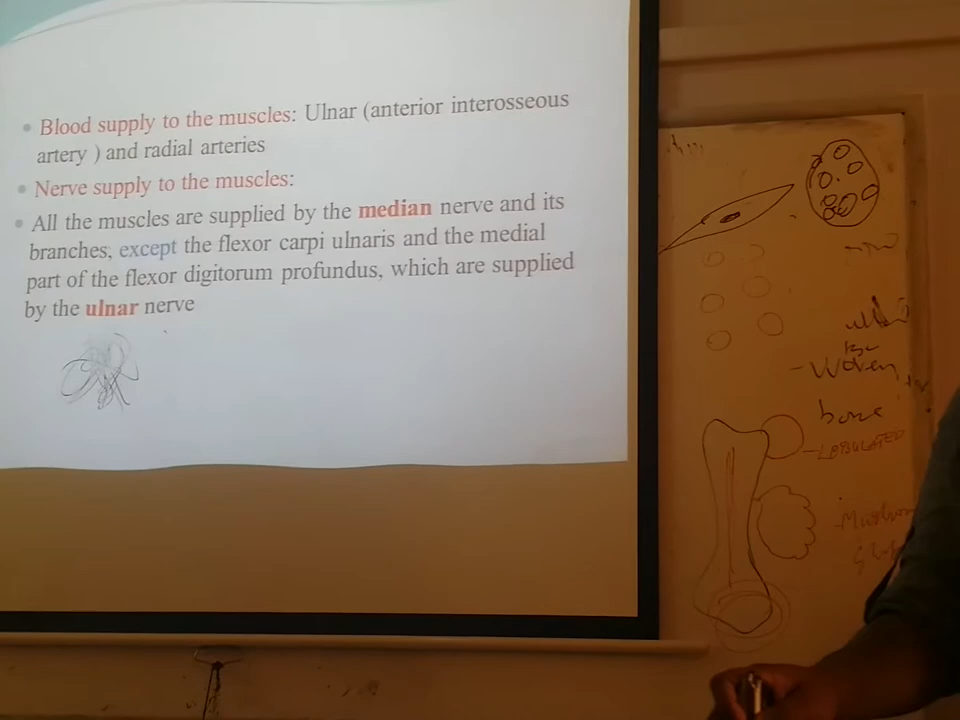 Blood supply to the muscles: Ulnar (anterior interosseous
artery ) and radial arteries
Nerve supply to the muscles:
All the muscles are supplied by the median nerve and its
branches, except the flexor carpi ulnaris and the medial
part of the flexor digitorum profundus, which are supplied
by the ulnar nerve
- Woven
bone
- LOBULATED